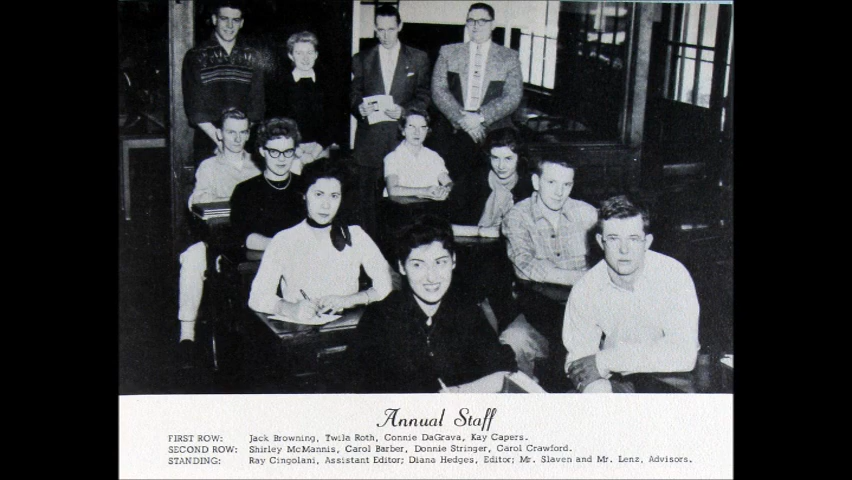 Annual Staff
FIRST ROW: Jack Browning, Twila Roth, Connie DaGrava, Kay Capers.
SECOND ROW: Shirley McMannis, Carol Barber, Donnie Stringer, Carol Crawford.
STANDING: Ray Cingolani, Assistant Editor; Diana Hedges, Editor; Mr. Slaven and Mr. Lenz, Advisors.